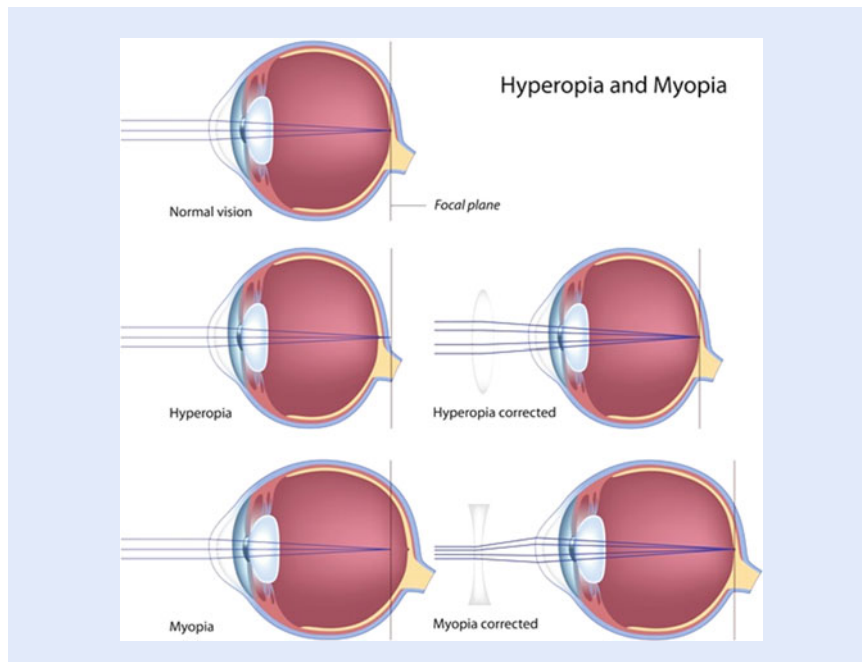 Hyperopia and Myopia
Normal vision
Focal plane
Hyperopia
Hyperopia corrected
Myopia
Myopia corrected